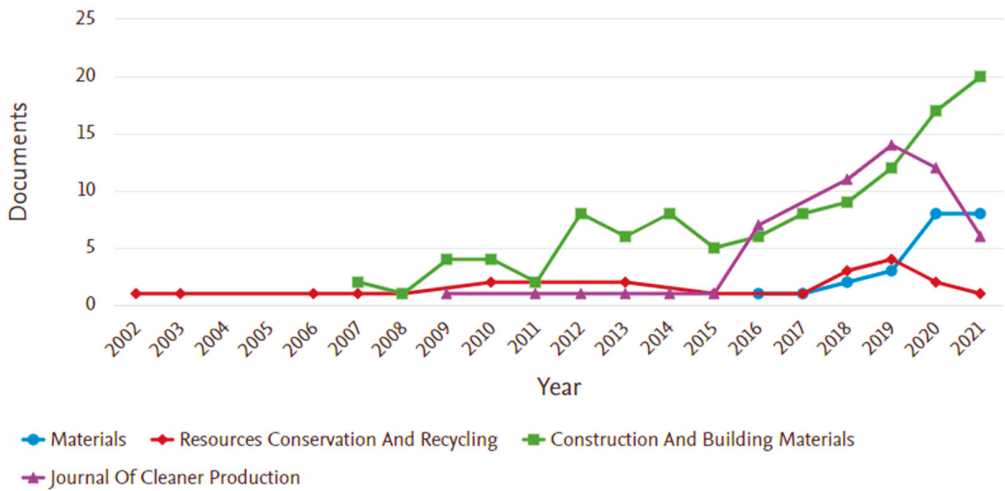 25
20
15
10
5
0
Documents
2002 2003 2004 2005 2006 2007 2008 2009 2010 2011 2012 2013 2014 2015 2016 2017 2018 2019 2020 2021
Year
Materials Resources Conservation And Recycling Construction And Building Materials
Journal Of Cleaner Production